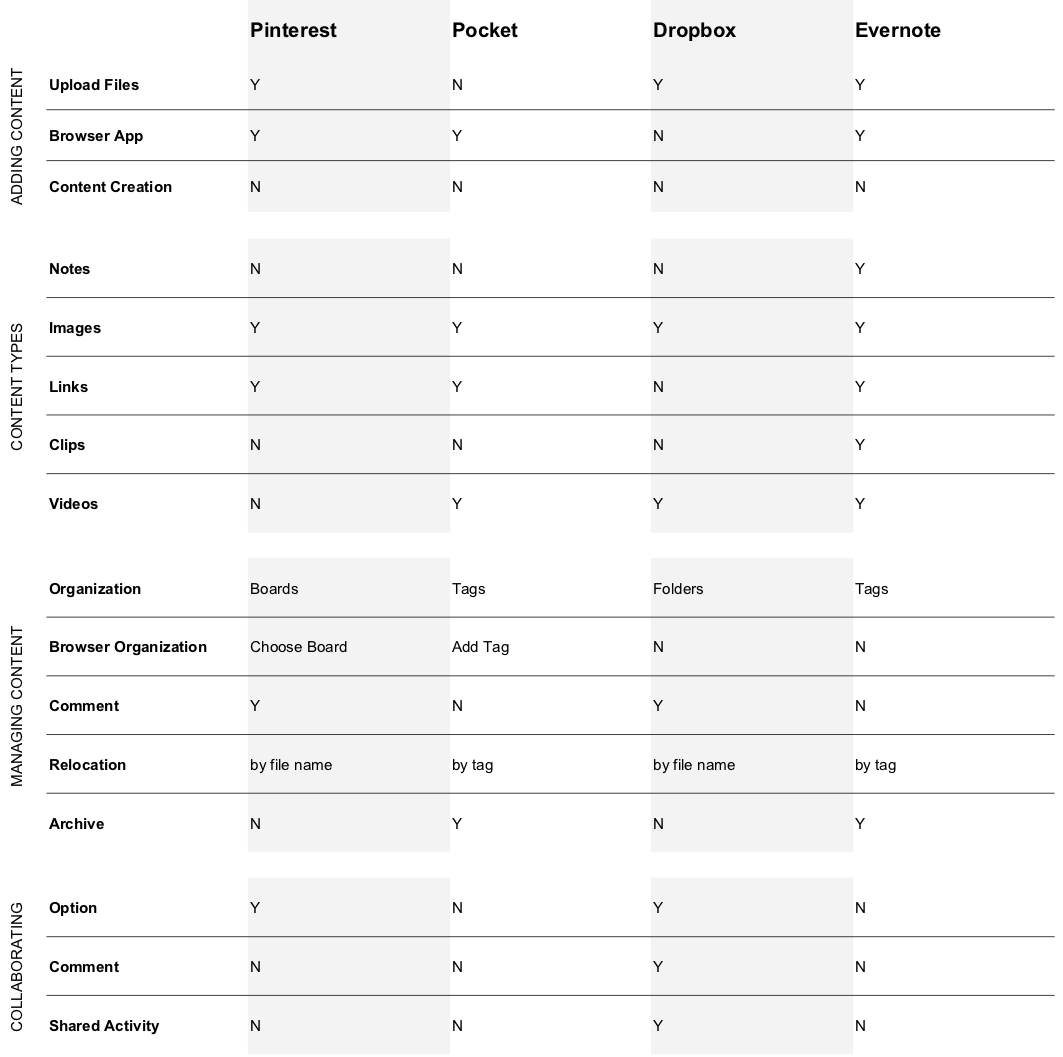 Pinterest Pocket Dropbox Evernote
ADDING CONTENT
Upload Files Y N Y Y
Browser App Y Y N Y
Content Creation N N N N
CONTENT TYPES
Notes N N N Y
Images Y Y Y Y
Links Y Y N Y
Clips N N N Y
Videos N Y Y Y
MANAGING CONTENT
Organization Boards Tags Folders Tags
Browser Organization Choose Board Add Tag N N
Comment Y N Y N
Relocation by file name by tag by file name by tag
Archive N Y N Y
COLLABORATING
Option Y N Y N
Comment N N Y N
Shared Activity N N Y N